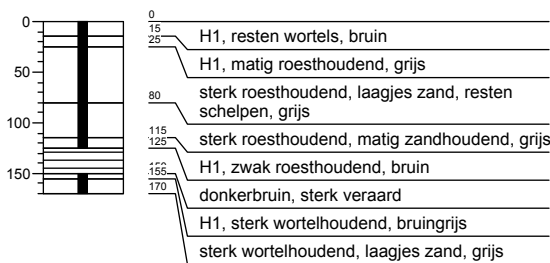 0
0
15
H1, resten wortels, bruin
25
H1, matig roesthoudend, grijs
50
80
sterk roesthoudend, laagjes zand, resten
schelpen, grijs
100
115
sterk roesthoudend, matig zandhoudend, grijs
125
H1, zwak roesthoudend, bruin
150
155
donkerbruin, sterk veraard
170
H1, sterk wortelhoudend, bruingrijs
sterk wortelhoudend, laagjes zand, grijs